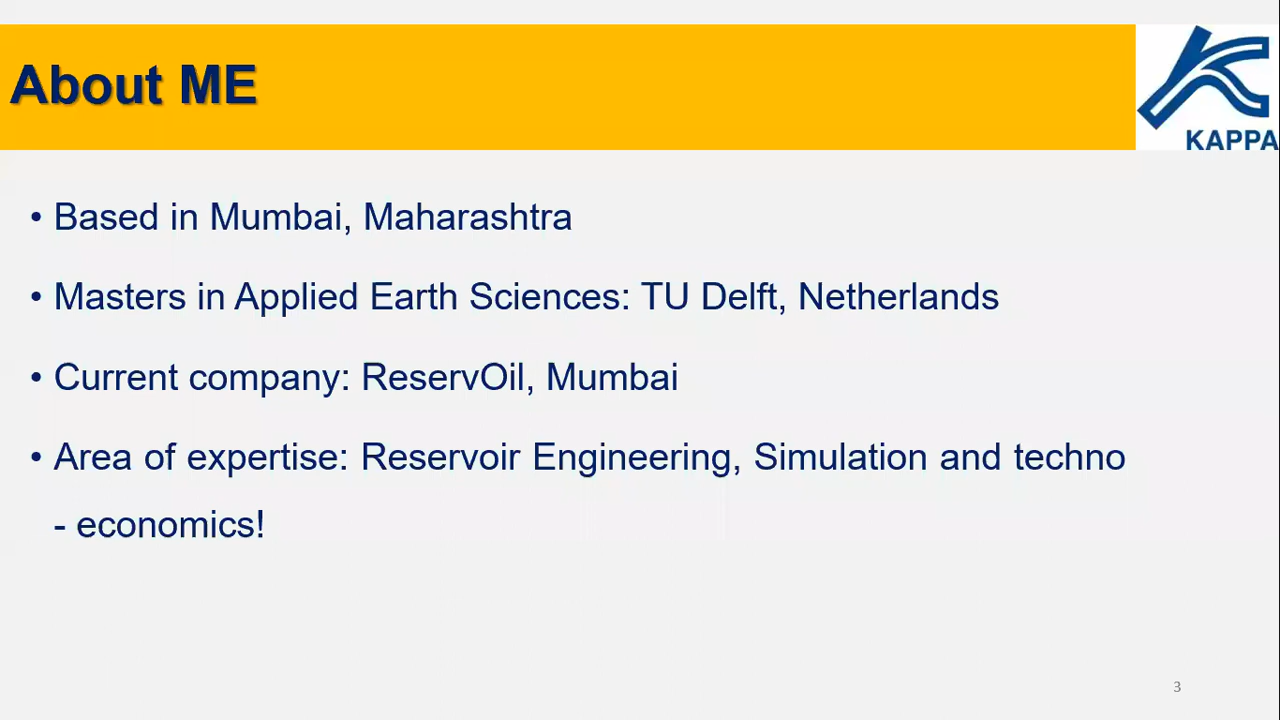 About ME
KAPPA
• Based in Mumbai, Maharashtra
• Masters in Applied Earth Sciences: TU Delft, Netherlands
• Current company: ReservOil, Mumbai
• Area of expertise: Reservoir Engineering, Simulation and techno
- economics!
3